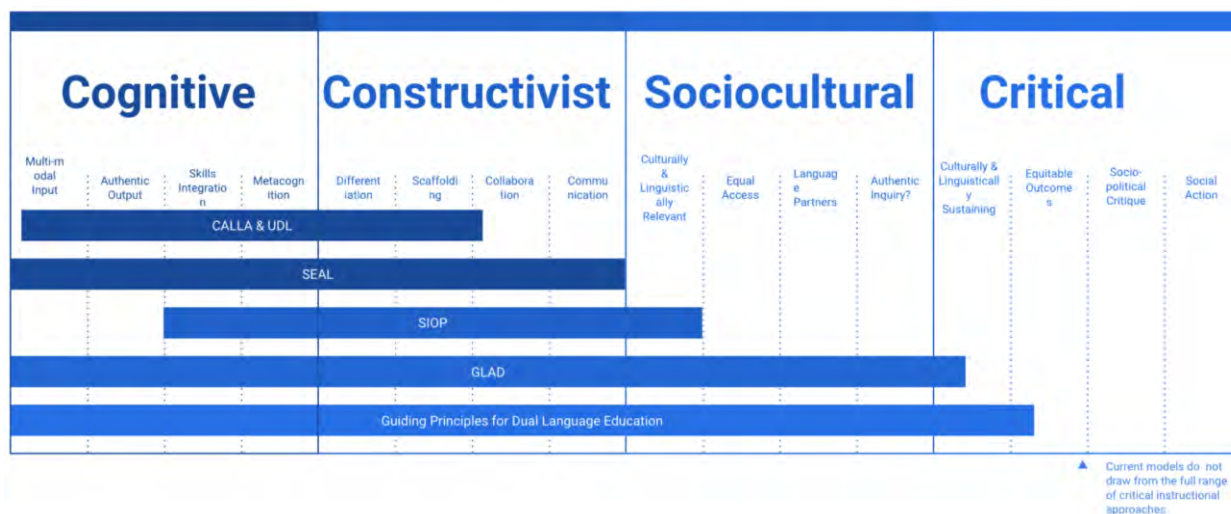 Cognitive
Constructivist
Sociocultural
Critical
Multi-m
odal
Input
Authentic
Output
Skills
Integratio
n
Metacogn
ition
Different
iation
Scaffoldi
ng
Collabora
tion
Commu
nication
Culturally
&
Linguistic
ally
Relevant
Equal
Access
Languag
e
Partners
Authentic
Inquiry?
Culturally &
Linguisticall
y
Sustaining
Equitable
Outcome
s
Socio-
political
Critique
Social
Action
CALLA & UDL
SEAL
SIOP
GLAD
Guiding Principles for Dual Language Education
Current models do not
draw from the full range
of critical instructional
approaches